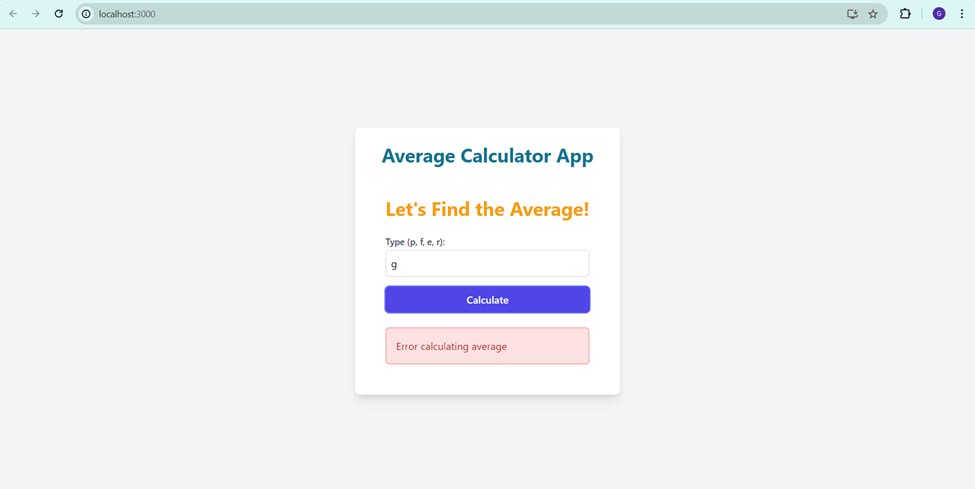 localhost:3000
G
Average Calculator App
Let's Find the Average!
Type (p, f, e, r):
g
Calculate
Error calculating average